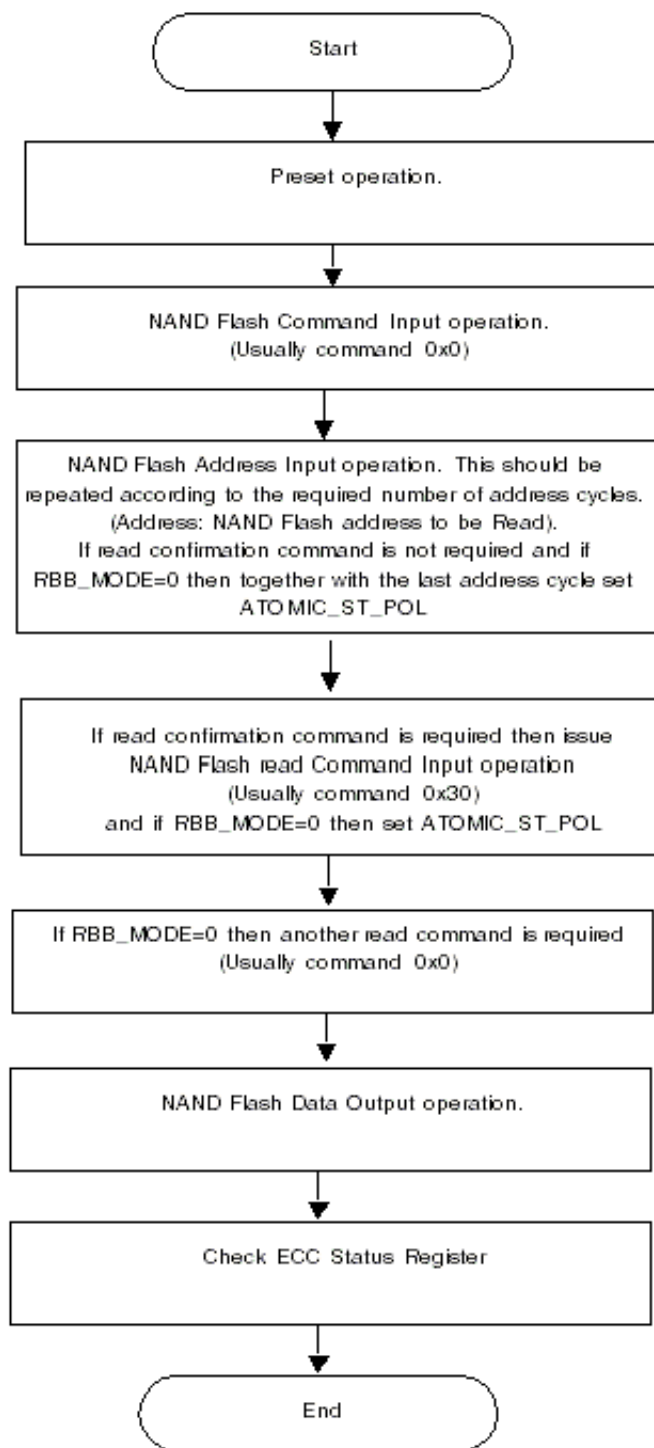 Start
Preset operation.
NAND Flash Command Input operation.
(Usually command 0x0)
NAND Flash Address Input operation. This should be
repeated according to the required number of address cycles.
(Address: NAND Flash address to be Read).
If read confirmation command is not required and if
RBB_MODE=0 then together with the last address cycle set
ATOMIC_ST_POL
If read confirmation command is required then issue
NAND Flash read Command Input operation
(Usually command 0x30)
and if RBB_MODE=0 then set ATOMIC_ST_POL
If RBB_MODE=0 then another read command is required
(Usually command 0x0)
NAND Flash Data Output operation.
Check ECC Status Register
End